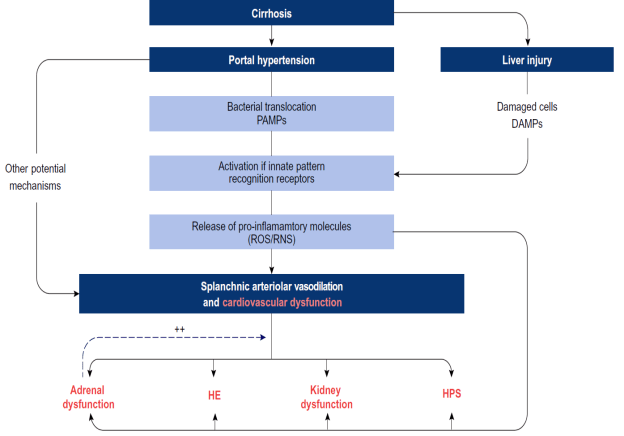 Cirrhosis
Portal hypertension
Liver injury
Bacterial translocation
PAMPs
Damaged cells
DAMPs
Other potential
mechanisms
Activation if innate pattern
recognition receptors
Release of pro-inflamamtory molecules
(ROS/RNS)
Splanchnic arteriolar vasodilation
and cardiovascular dysfunction
++
Adrenal
dysfunction
HE
Kidney
dysfunction
HPS